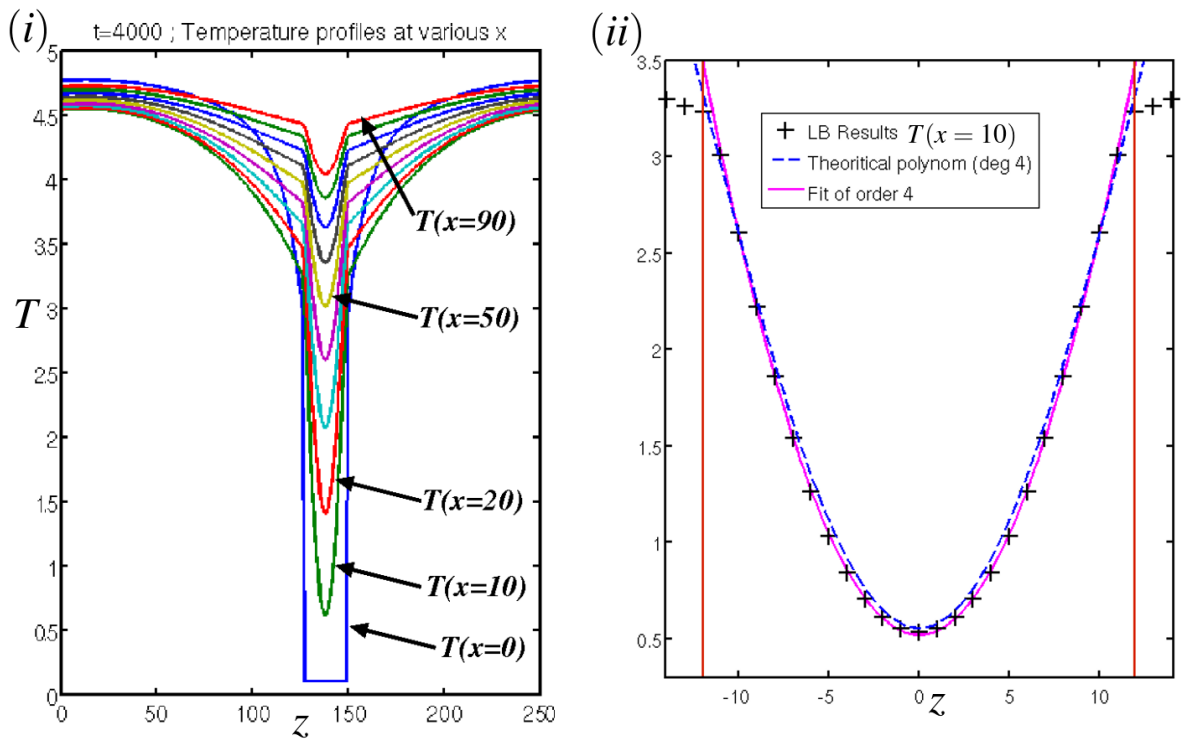 (i)
t=4000 ; Temperature profiles at various x
5
4.5
4
3.5
3
2.5
2
1.5
1
0.5
0
T
T(x=90)
T(x=50)
T(x=20)
T(x=10)
T(x=0)
0
50
100
150
200
250
z
(ii)
3.5
3
2.5
2
1.5
1
0.5
LB Results T(x = 10)
Theoritical polynom (deg 4)
Fit of order 4
-10
-5
0
5
10
z